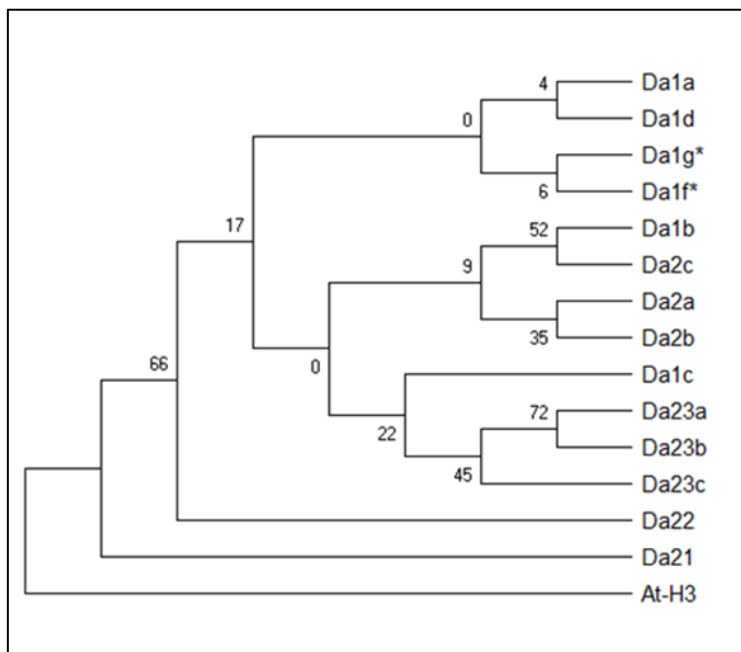 4
Da1a
0
Da1d
Da1g*
6
Da1f*
17
52
Da1b
9
Da2c
Da2a
35
Da2b
66
0
Da1c
72
Da23a
22
Da23b
45
Da23c
Da22
Da21
At-H3